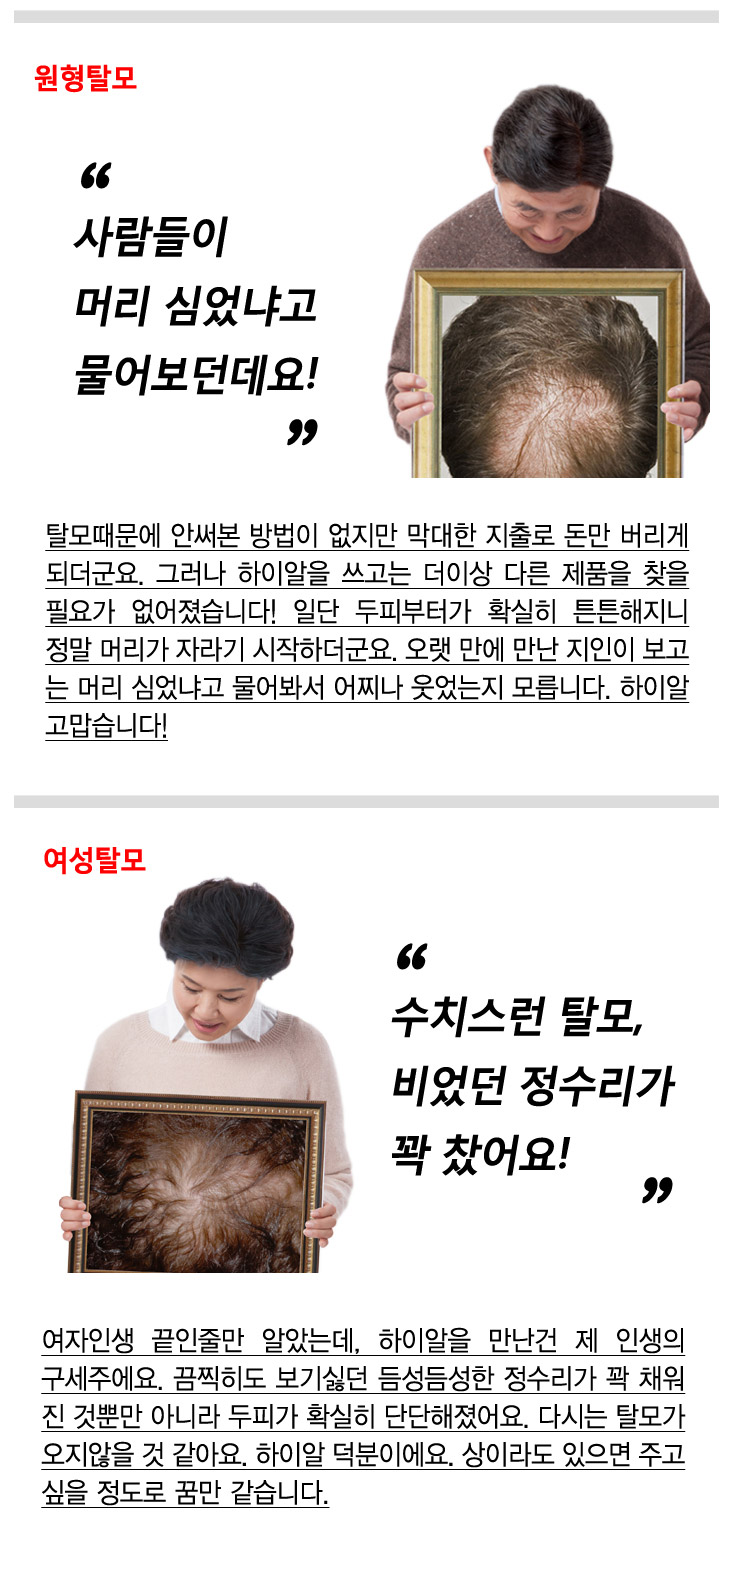 원형탈모
“
사람들이
머리 심었냐고
물어보던데요!
”
탈모때문에 안써본 방법이 없지만 막대한 지출로 돈만 버리게
되더군요. 그러나 하이알을 쓰고는 더이상 다른 제품을 찾을
필요가 없어졌습니다! 일단 두피부터가 확실히 튼튼해지니
정말 머리가 자라기 시작하더군요. 오랫 만에 만난 지인이 보고
는 머리 심었냐고 물어봐서 어찌나 웃었는지 모릅니다. 하이알
고맙습니다!
여성탈모
“
수치스런 탈모,
비었던 정수리가
꽉 찼어요!
”
여자인생 끝인줄만 알았는데, 하이알을 만난건 제 인생의
구세주에요. 끔찍히도 보기싫던 듬성듬성한 정수리가 꽉 채워
진 것뿐만 아니라 두피가 확실히 단단해졌어요. 다시는 탈모가
오지않을 것 같아요. 하이알 덕분이에요. 상이라도 있으면 주고
싶을 정도로 꿈만 같습니다.